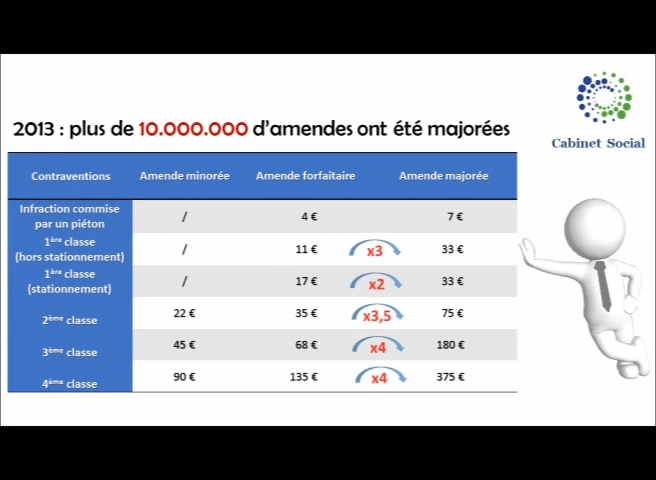 2013 : plus de 10.000.000 d'amendes ont été majorées
Cabinet Social
Contraventions Amende minorée Amende forfaitaire Amende majorée
Infraction commise
par un piéton / 4 € 7 €
1ère classe
(hors stationnement) / 11 € x3 33 €
1ère classe
(stationnement) / 17 € x2 33 €
2ème classe 22 € 35 € x3,5 75 €
3ème classe 45 € 68 € x4 180 €
4ème classe 90 € 135 € x4 375 €